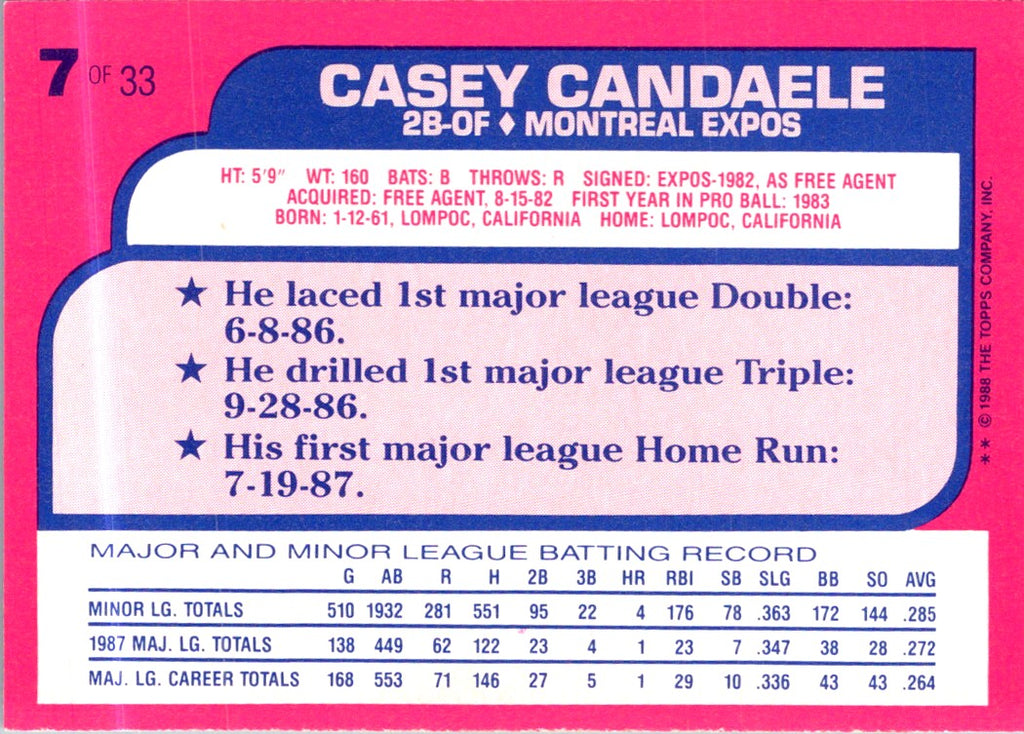 7 OF 33
CASEY CANDAELE
2B-OF ♦ MONTREAL EXPOS
HT: 5'9" WT: 160 BATS: B THROWS: R SIGNED: EXPOS-1982, AS FREE AGENT
ACQUIRED: FREE AGENT, 8-15-82 FIRST YEAR IN PRO BALL: 1983
BORN: 1-12-61, LOMPOC, CALIFORNIA HOME: LOMPOC, CALIFORNIA
★ He laced 1st major league Double:
6-8-86.
★ He drilled 1st major league Triple:
9-28-86.
★ His first major league Home Run:
7-19-87.
** © 1988 THE TOPPS COMPANY, INC.
MAJOR AND MINOR LEAGUE BATTING RECORD
G AB R H 2B 3B HR RBI SB SLG BB SO AVG
MINOR LG. TOTALS 510 1932 281 551 95 22 4 176 78 .363 172 144 .285
1987 MAJ. LG. TOTALS 138 449 62 122 23 4 1 23 7 .347 38 28 .272
MAJ. LG. CAREER TOTALS 168 553 71 146 27 5 1 29 10 .336 43 43 .264